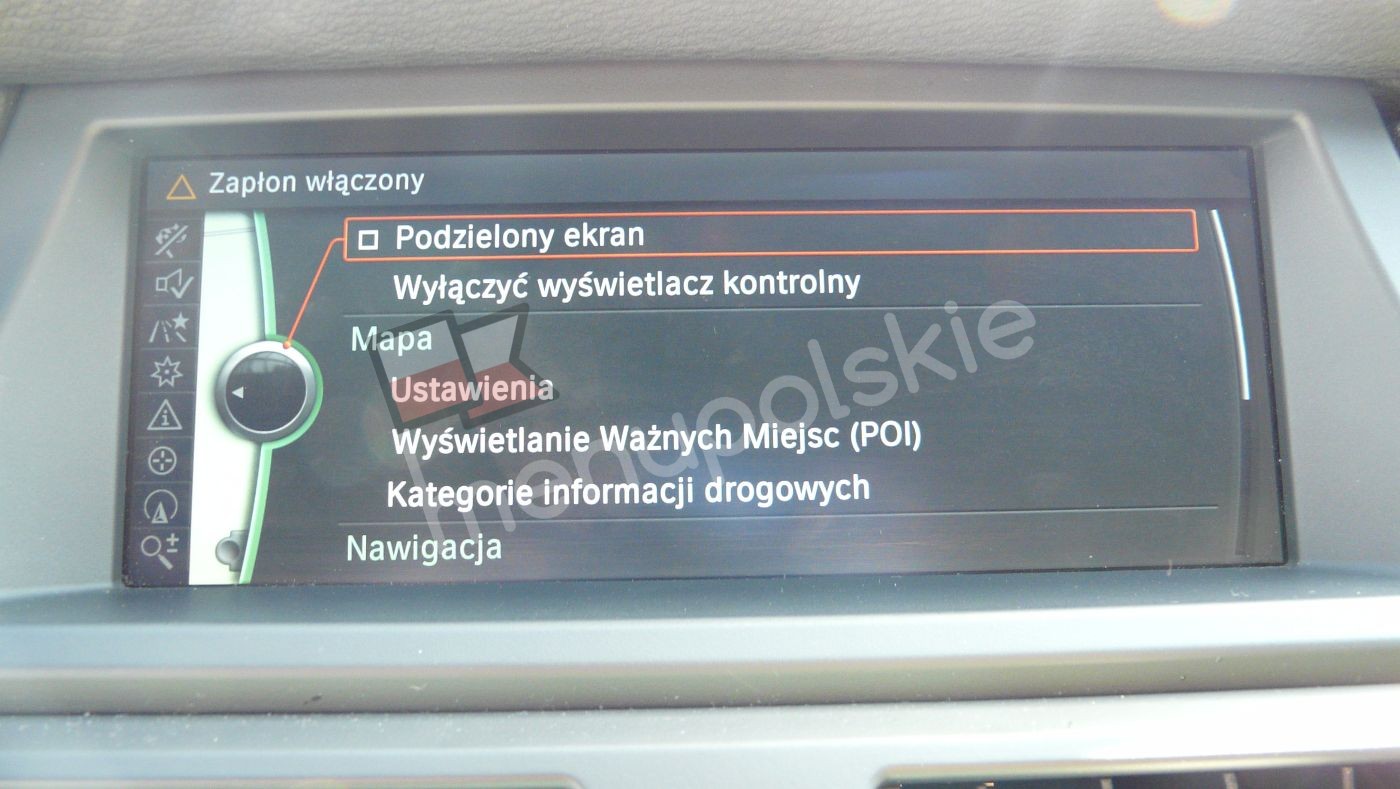 Zapłon włączony
Podzielony ekran
Wyłączyć wyświetlacz kontrolny
Mapa
Ustawienia
Wyświetlanie Ważnych Miejsc (POI)
Kategorie informacji drogowych
Nawigacja
menupolskie